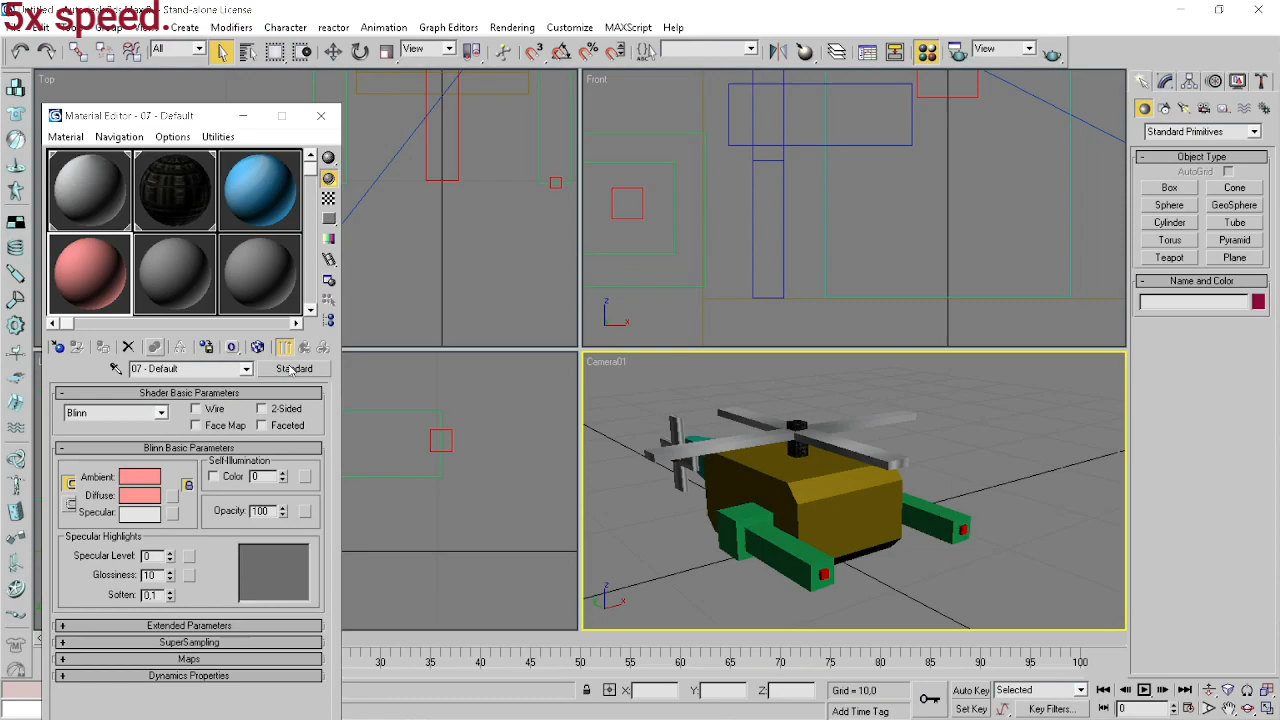 5x speed.
Stand-alone License
Create Modifiers Character reactor Animation Graph Editors Rendering Customize MAXScript Help
All View View
Top
Front
Material Editor - 07 - Default
Material Navigation Options Utilities
Standard Primitives
- Object Type
AutoGrid
Box Cone
Sphere GeoSphere
Cylinder Tube
Torus Pyramid
Teapot Plane
- Name and Color
z
x
07 - Default Standard
Camera01
- Shader Basic Parameters
Blinn Wire 2-Sided
Face Map Faceted
- Blinn Basic Parameters
Self-Illumination
Ambient: Color 0
Diffuse:
Specular: Opacity: 100
Specular Highlights
Specular Level: 0
Glossiness: 10
Soften: 0,1
z
x
+ Extended Parameters
+ SuperSampling
+ Maps
+ Dynamics Properties
30 35 40 45 50 55 60 65 70 75 80 85 90 95 100
X: Y: Z: Grid = 10,0 Auto Key Selected
Add Time Tag Set Key Key Filters... 0